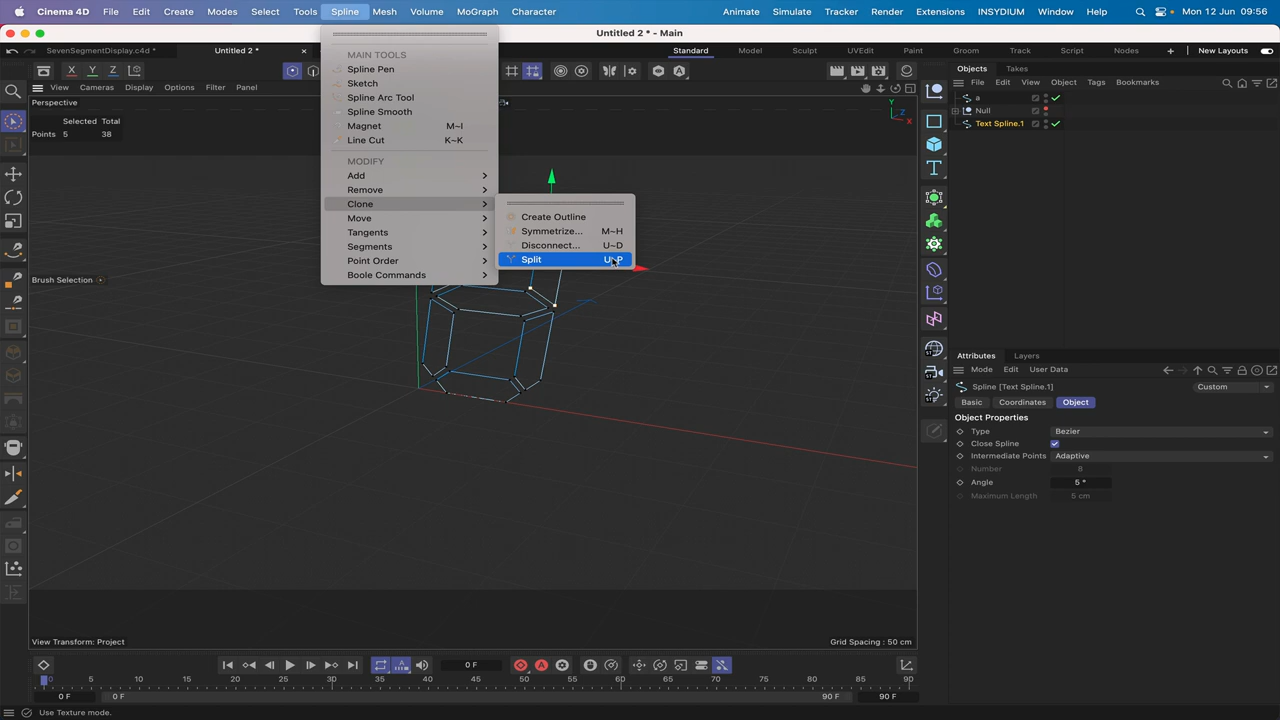 Cinema 4D File Edit Create Modes Select Tools Spline Mesh Volume MoGraph Character Animate Simulate Tracker Render Extensions INSYDIUM Window Help Mon 12 Jun 09:56
Untitled 2 * - Main
SevenSegmentDisplay.c4d * Untitled 2 * Standard Model Sculpt UVEdit Paint Groom Track Script Nodes New Layouts
MAIN TOOLS
Spline Pen
Sketch
Spline Arc Tool
Spline Smooth
Magnet M~I
Line Cut K~K
MODIFY
Add
Remove
Clone
Move
Tangents
Segments
Point Order
Boole Commands
Create Outline
Symmetrize... M~H
Disconnect... U~D
Split
View Cameras Display Options Filter Panel
Perspective
Selected Total
Points 5 38
Y
X
Brush Selection
View Transform: Project
Grid Spacing : 50 cm
Objects Takes
File Edit View Object Tags Bookmarks
a
Null
Text Spline.1
Attributes Layers
Mode Edit User Data
Spline [Text Spline.1] Custom
Basic Coordinates Object
Object Properties
Type Bezier
Close Spline
Intermediate Points Adaptive
Number 8
Angle 5 °
Maximum Length 5 cm
0 F
0 5 10 15 20 25 30 35 40 45 50 55 60 65 70 75 80 85 90
0 F 0 F 90 F 90 F
Use Texture mode.